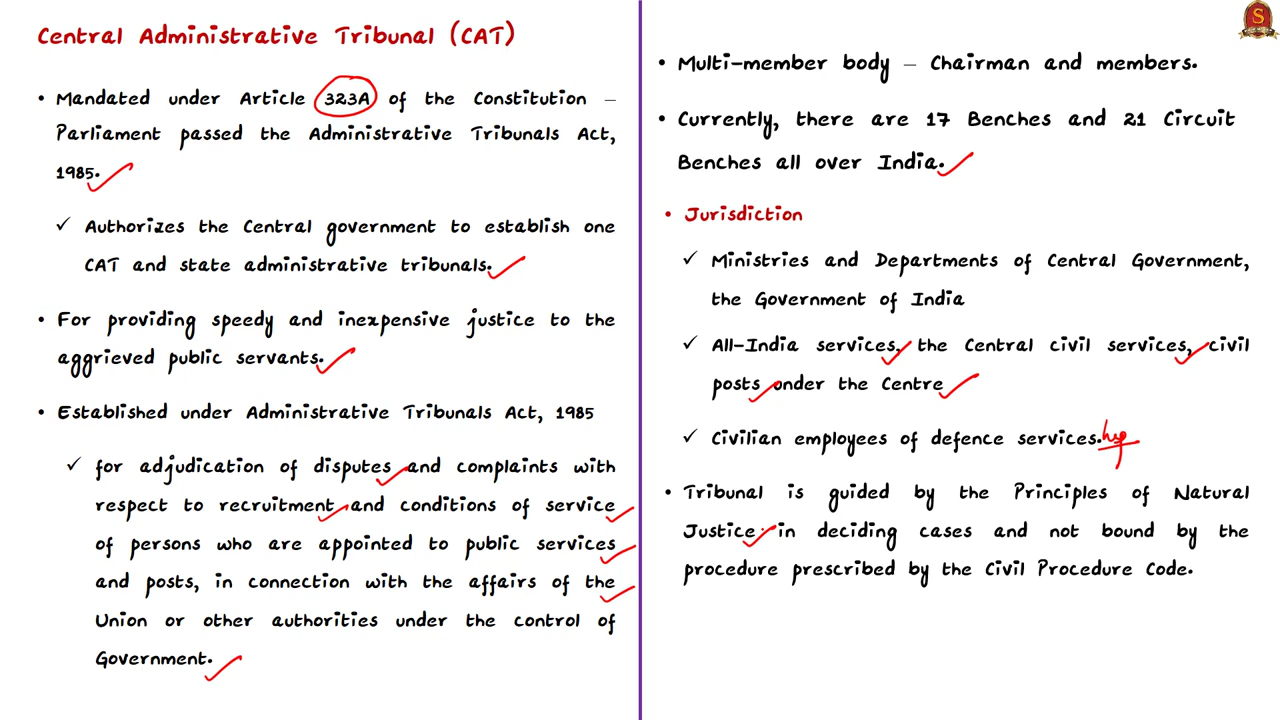 Central Administrative Tribunal (CAT)
• Mandated under Article 323A of the Constitution –
Parliament passed the Administrative Tribunals Act,
1985.
✓ Authorizes the Central government to establish one
CAT and state administrative tribunals.
• For providing speedy and inexpensive justice to the
aggrieved public servants.
• Established under Administrative Tribunals Act, 1985
✓ for adjudication of disputes and complaints with
respect to recruitment and conditions of service
of persons who are appointed to public services
and posts, in connection with the affairs of the
Union or other authorities under the control of
Government.
• Multi-member body – Chairman and members.
• Currently, there are 17 Benches and 21 Circuit
Benches all over India.
• Jurisdiction
✓ Ministries and Departments of Central Government,
the Government of India
✓ All-India services, the Central civil services, civil
posts under the Centre
✓ Civilian employees of defence services.
• Tribunal is guided by the Principles of Natural
Justice in deciding cases and not bound by the
procedure prescribed by the Civil Procedure Code.
S